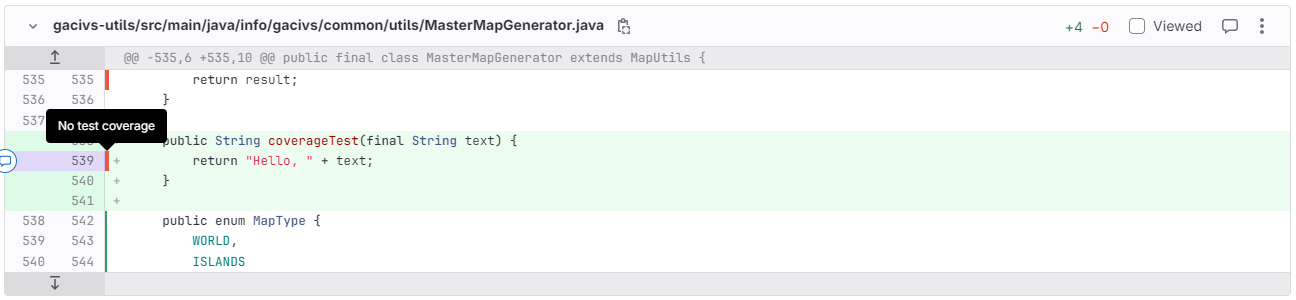 gacivs-utils/src/main/java/info/gacivs/common/utils/MasterMapGenerator.java +4 −0 Viewed
@@ -535,6 +535,10 @@ public final class MasterMapGenerator extends MapUtils {
535 535 return result;
536 536 }
537
No test coverage
+ public String coverageTest(final String text) {
539 + return "Hello, " + text;
540 + }
541 +
538 542 public enum MapType {
539 543 WORLD,
540 544 ISLANDS